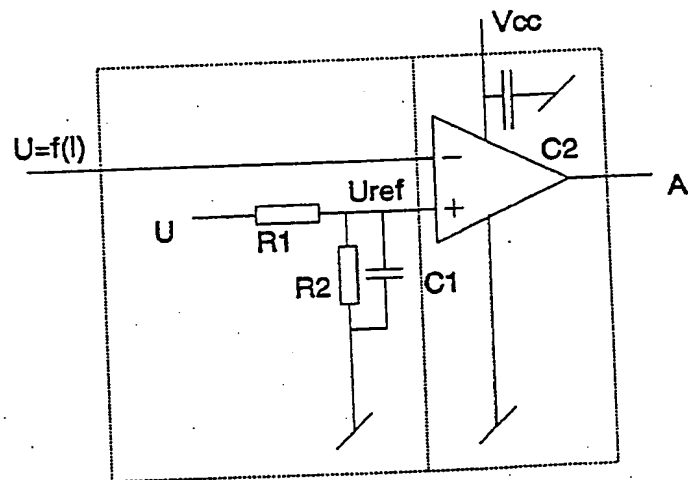 Vcc
U=f(I)
−
C2
A
Uref
U
+
R1
R2
C1